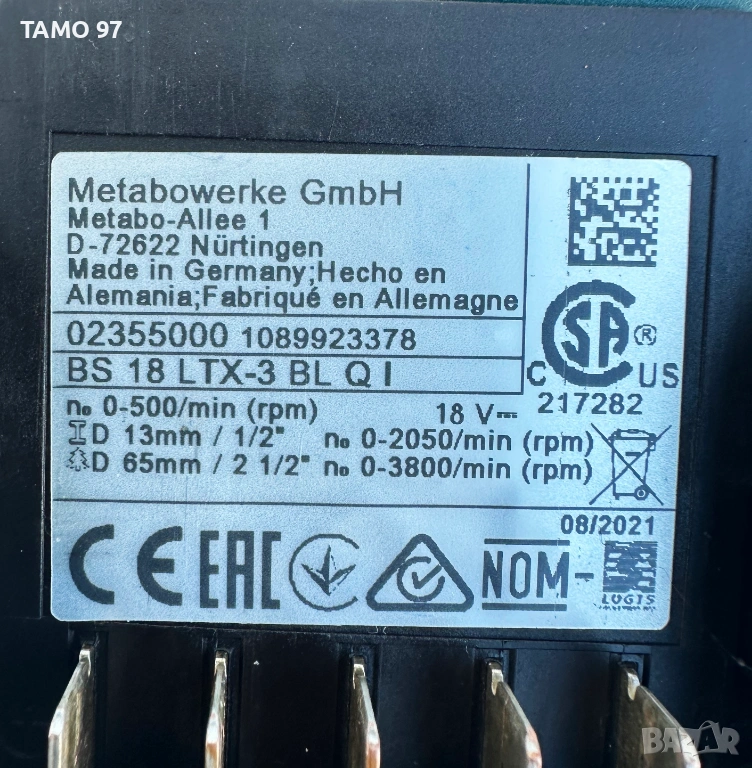 TAMO 97
Metabowerke GmbH
Metabo-Allee 1
D-72622 Nürtingen
Made in Germany;Hecho en
Alemania;Fabriqué en Allemagne
02355000 1089923378
BS 18 LTX-3 BL Q I
CSA ®
C US
217282
n₀ 0-500/min (rpm) 18 V⎓
D 13mm / 1/2" n₀ 0-2050/min (rpm)
D 65mm / 2 1/2" n₀ 0-3800/min (rpm)
08/2021
CE EAC NOM-
LOGIS
BAZAR